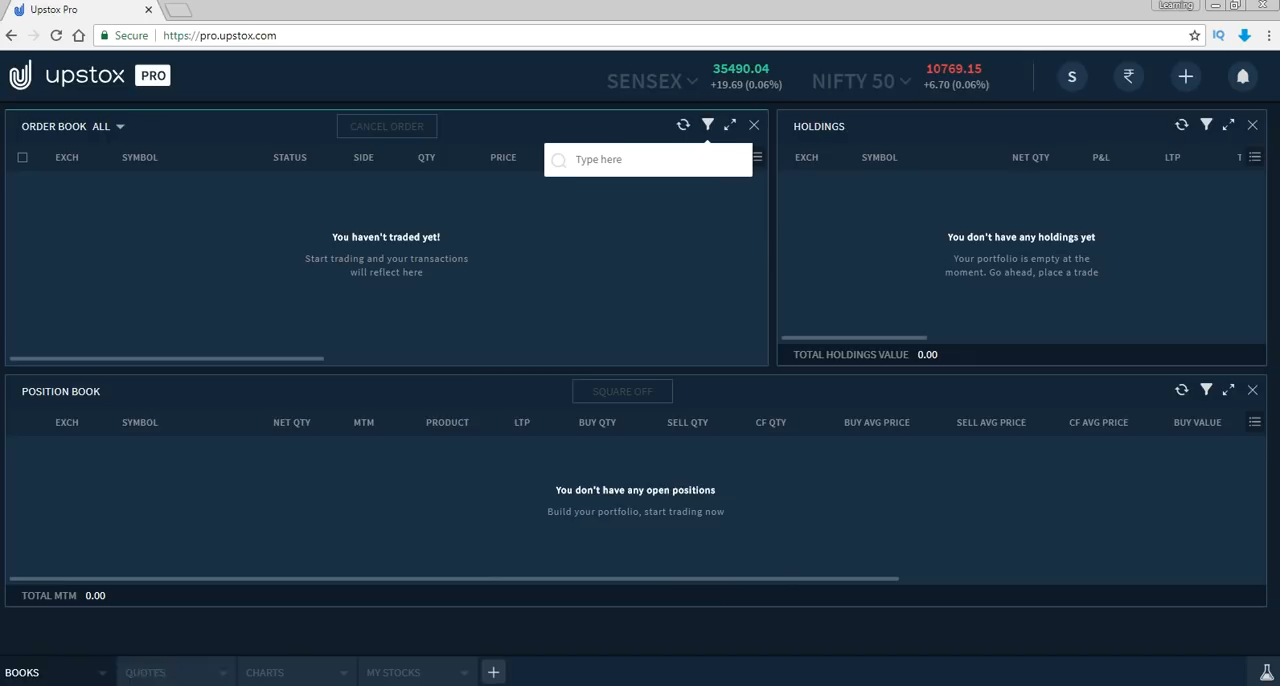 Upstox Pro
Learning
Secure https://pro.upstox.com IQ
upstox PRO
SENSEX 35490.04 +19.69 (0.06%)
NIFTY 50 10769.15 +6.70 (0.06%)
S ₹
ORDER BOOK ALL CANCEL ORDER
EXCH SYMBOL STATUS SIDE QTY PRICE
Type here
You haven't traded yet!
Start trading and your transactions
will reflect here
HOLDINGS
EXCH SYMBOL NET QTY P&L LTP T
You don't have any holdings yet
Your portfolio is empty at the
moment. Go ahead, place a trade
TOTAL HOLDINGS VALUE 0.00
POSITION BOOK SQUARE OFF
EXCH SYMBOL NET QTY MTM PRODUCT LTP BUY QTY SELL QTY CF QTY BUY AVG PRICE SELL AVG PRICE CF AVG PRICE BUY VALUE
You don't have any open positions
Build your portfolio, start trading now
TOTAL MTM 0.00
BOOKS QUOTES CHARTS MY STOCKS